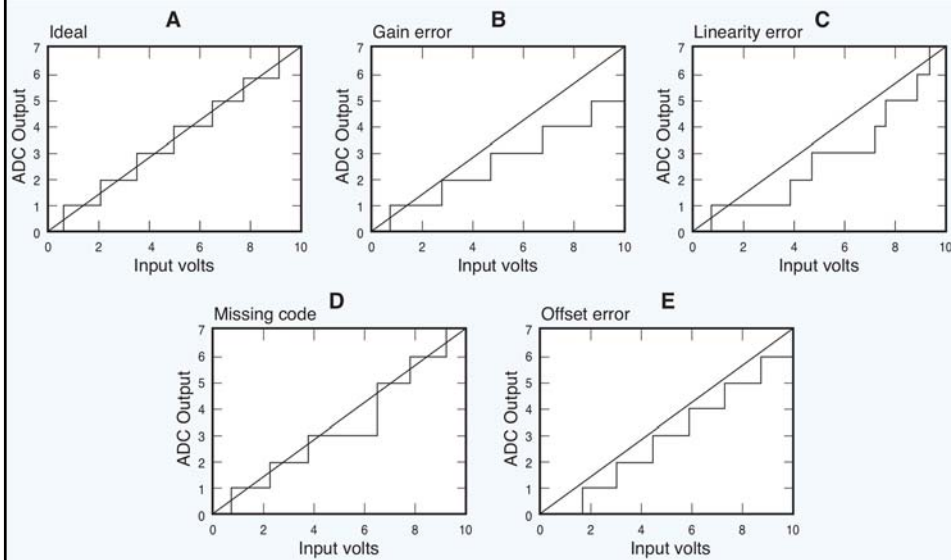 A
Ideal
ADC Output
7
6
5
4
3
2
1
0
0 2 4 6 8 10
Input volts
B
Gain error
ADC Output
7
6
5
4
3
2
1
0
0 2 4 6 8 10
Input volts
C
Linearity error
ADC Output
7
6
5
4
3
2
1
0
0 2 4 6 8 10
Input volts
D
Missing code
ADC Output
7
6
5
4
3
2
1
0
0 2 4 6 8 10
Input volts
E
Offset error
ADC Output
7
6
5
4
3
2
1
0
0 2 4 6 8 10
Input volts